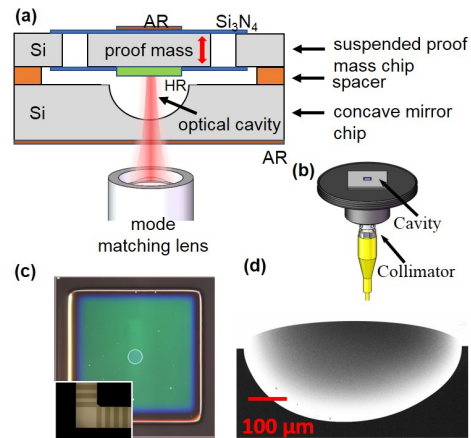 (a)
AR
Si₃N₄
Si
proof mass
suspended proof
mass chip
spacer
HR
Si
optical cavity
concave mirror
chip
AR
mode
matching lens
(b)
Cavity
Collimator
(c)
(d)
100 µm